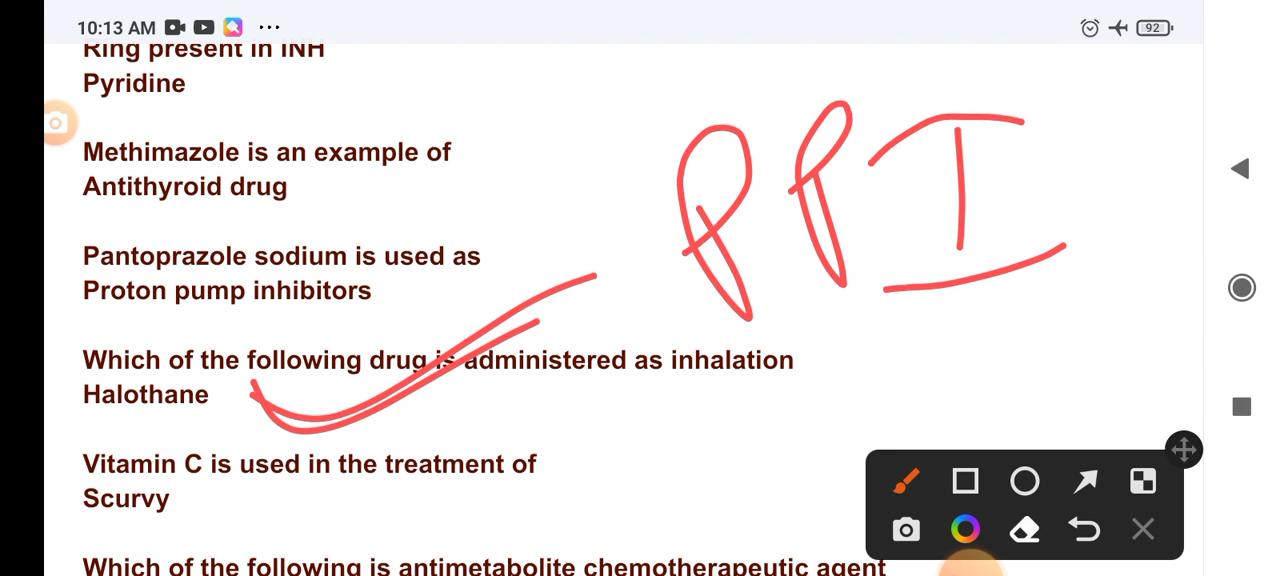 10:13 AM
92
Ring present in INH
Pyridine
Methimazole is an example of
Antithyroid drug
PPI
Pantoprazole sodium is used as
Proton pump inhibitors
Which of the following drug is administered as inhalation
Halothane
Vitamin C is used in the treatment of
Scurvy
Which of the following is antimetabolite chemotherapeutic agent